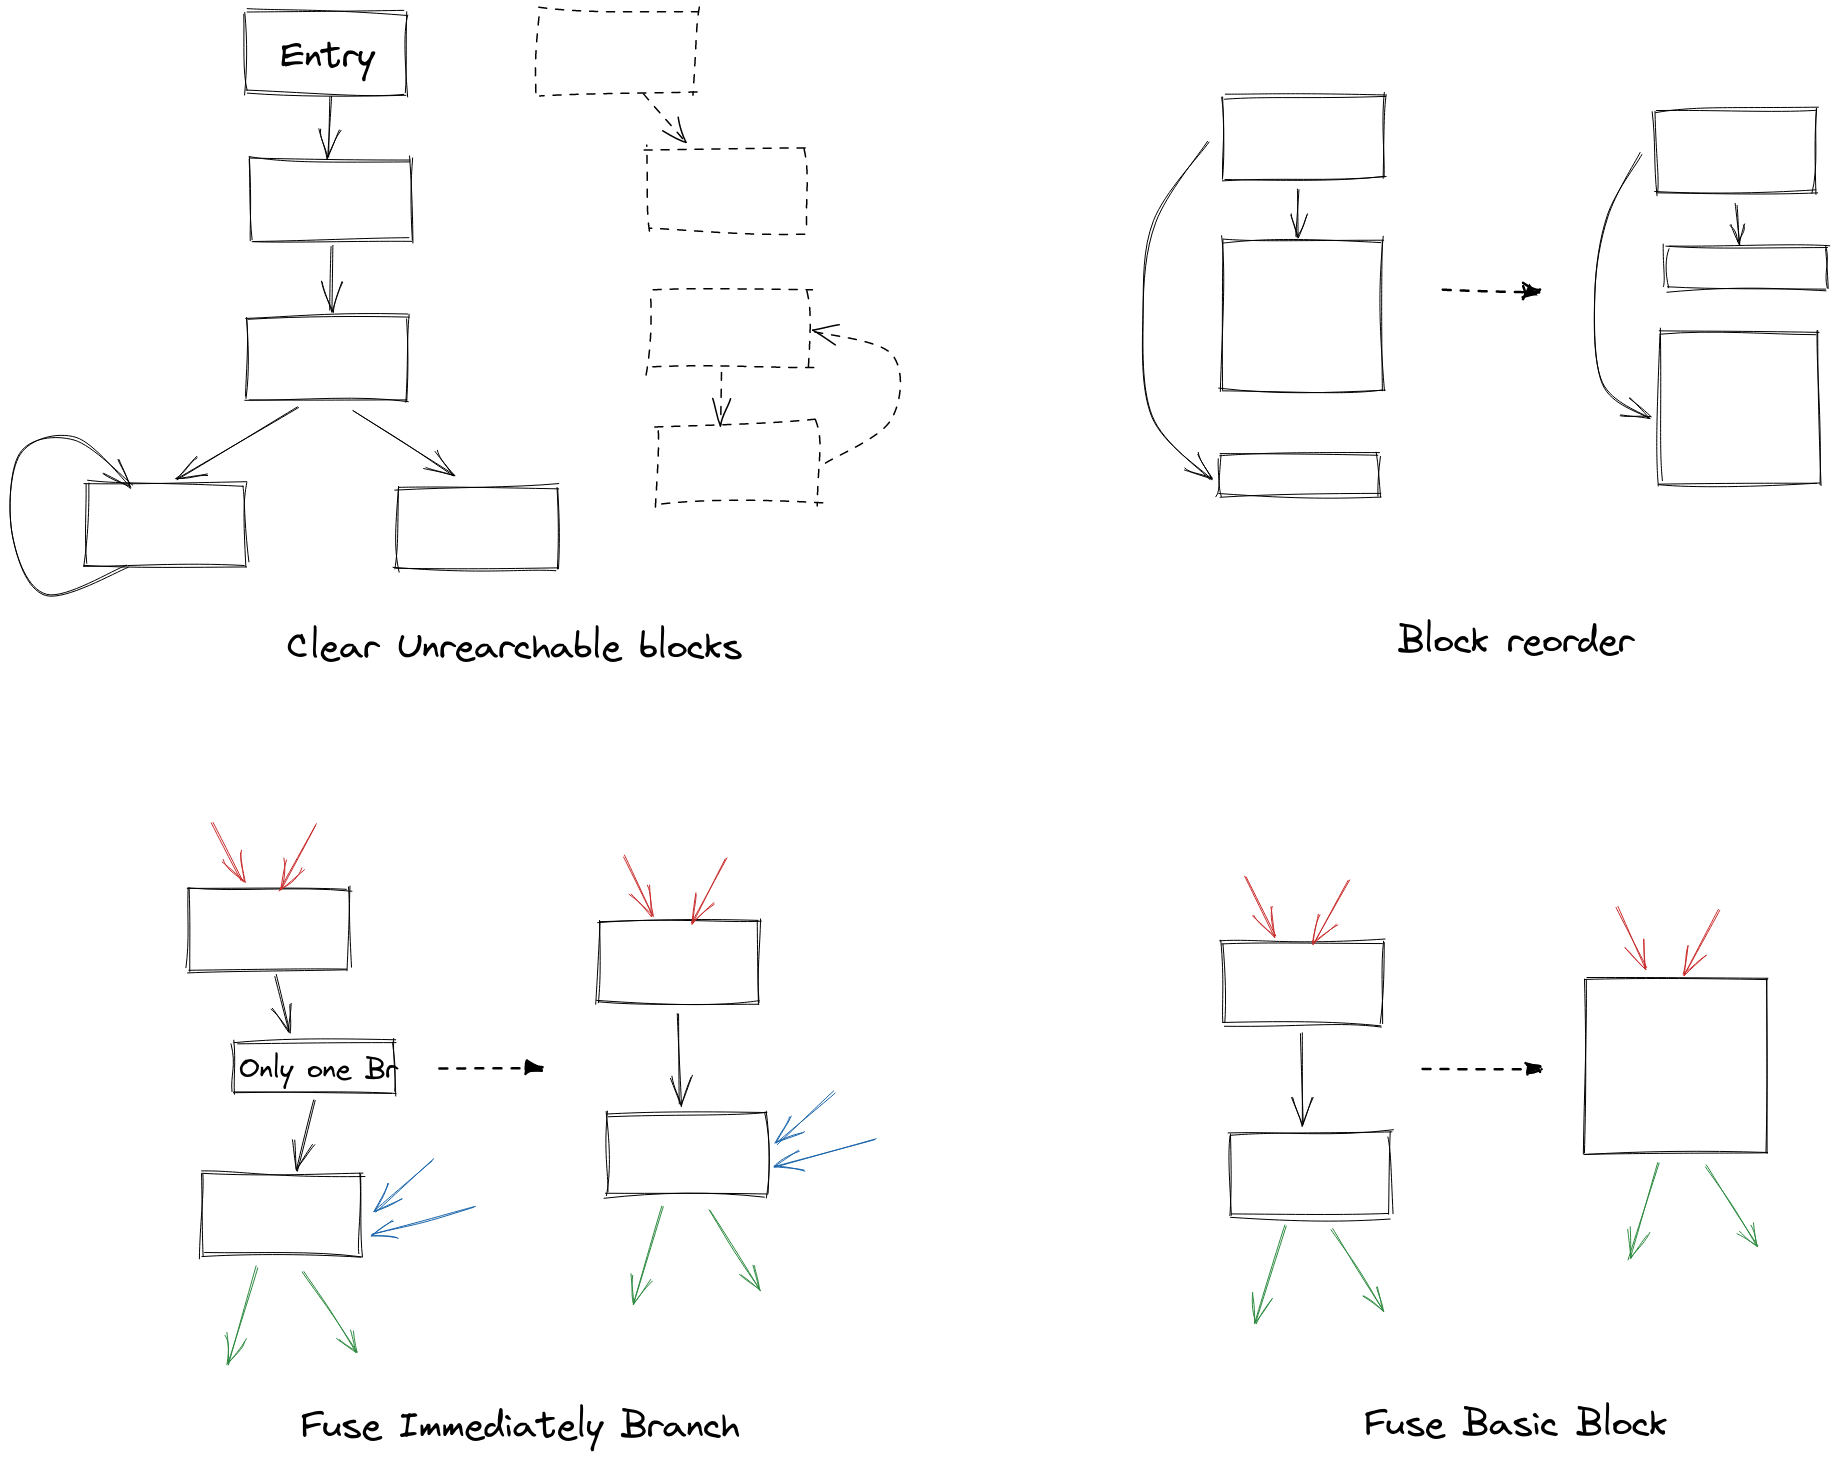 Entry
Clear Unrearchable blocks
Block reorder
Only one Br
Fuse Immediately Branch
Fuse Basic Block